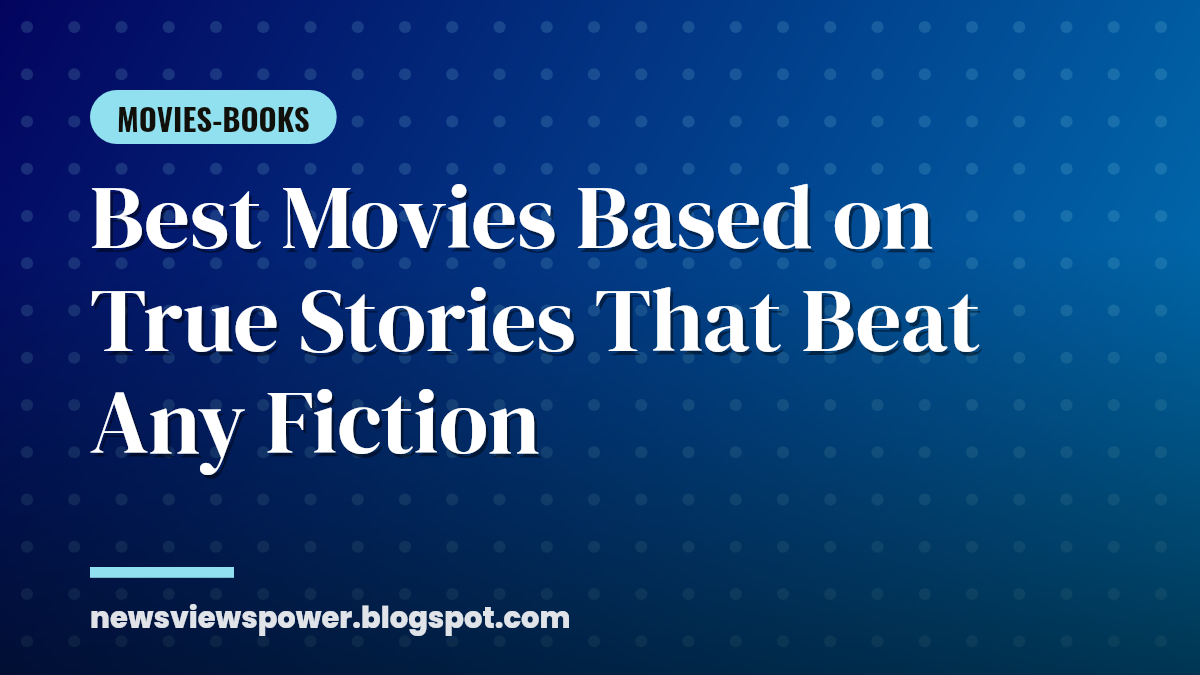 MOVIES-BOOKS
Best Movies Based on
True Stories That Beat
Any Fiction
newsviewspower.blogspot.com